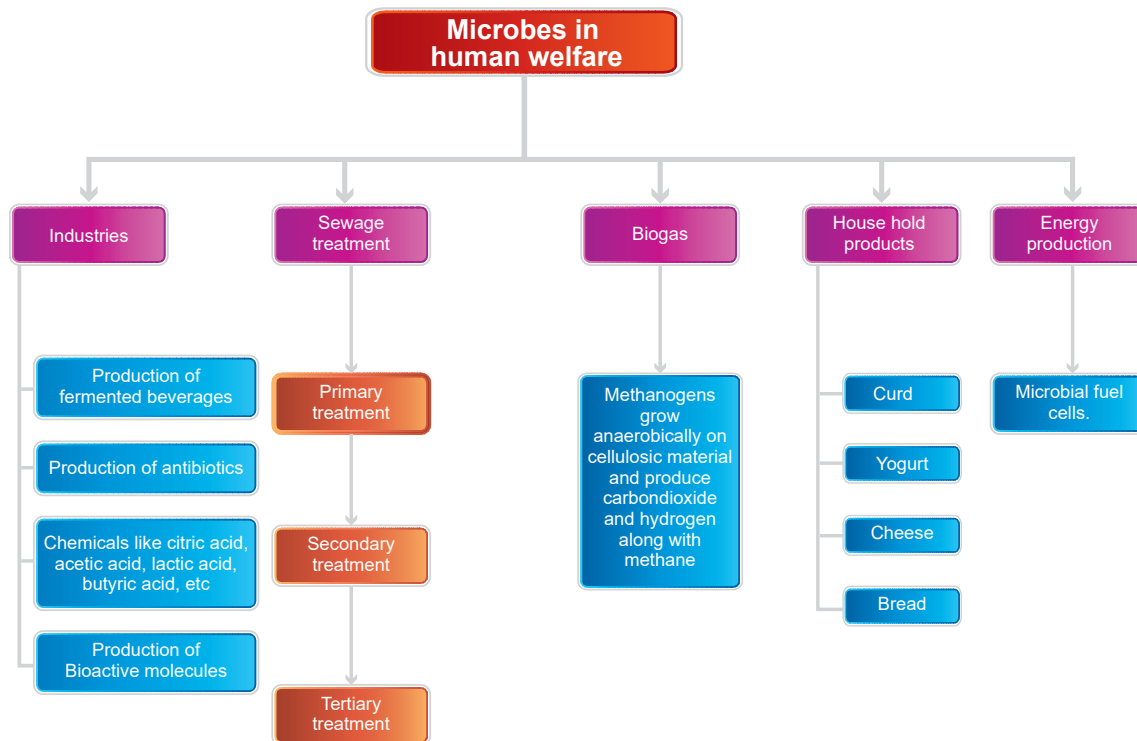 Microbes in
human welfare
Industries
Production of
fermented beverages
Production of antibiotics
Chemicals like citric acid,
acetic acid, lactic acid,
butyric acid, etc
Production of
Bioactive molecules
Sewage
treatment
Primary
treatment
Secondary
treatment
Tertiary
treatment
Biogas
Methanogens
grow
anaerobically on
cellulosic material
and produce
carbondioxide
and hydrogen
along with
methane
House hold
products
Curd
Yogurt
Cheese
Bread
Energy
production
Microbial fuel
cells.